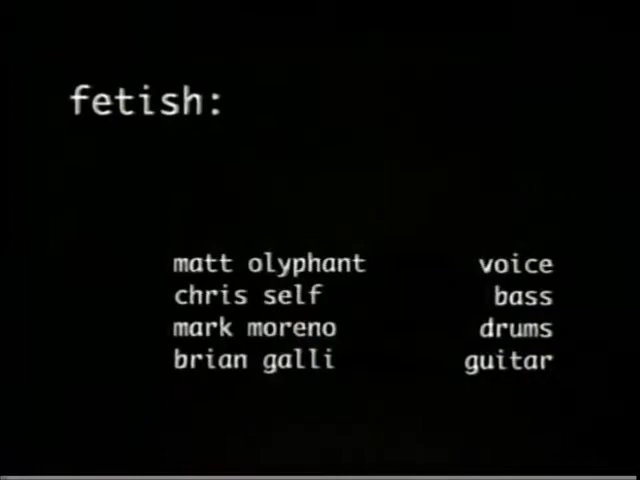 fetish:
matt olyphant voice
chris self bass
mark moreno drums
brian galli guitar